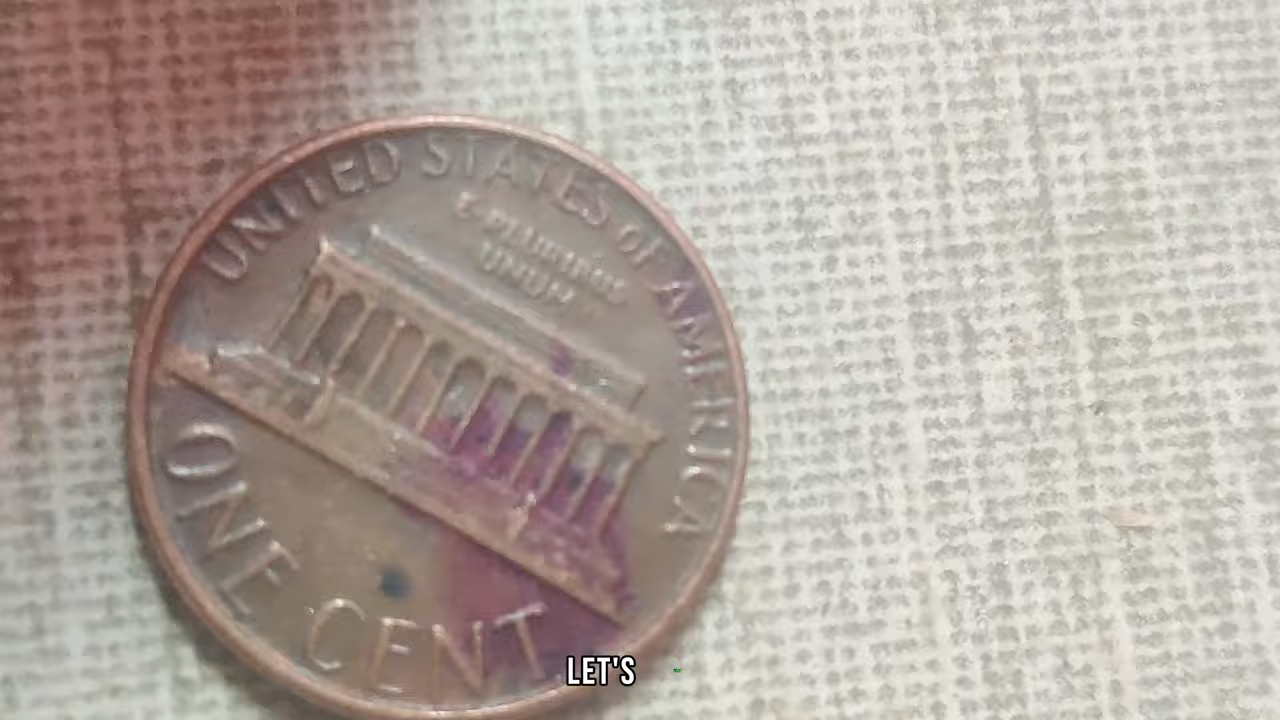 UNITED STATES of AMERICA
E PLURIBUS
UNUM
ONE CENT
LET'S